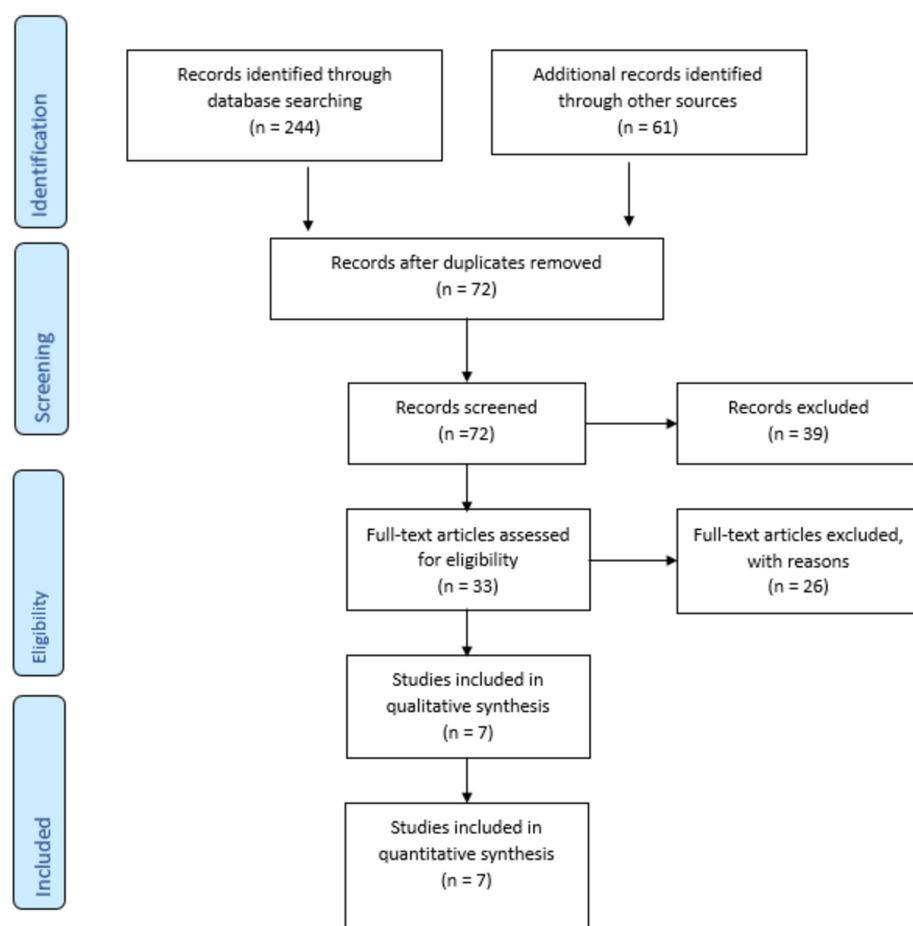 Identification
Records identified through
database searching
(n = 244)
Additional records identified
through other sources
(n = 61)
Screening
Records after duplicates removed
(n = 72)
Records screened
(n =72)
Records excluded
(n = 39)
Eligibility
Full-text articles assessed
for eligibility
(n = 33)
Full-text articles excluded,
with reasons
(n = 26)
Studies included in
qualitative synthesis
(n = 7)
Included
Studies included in
quantitative synthesis
(n = 7)